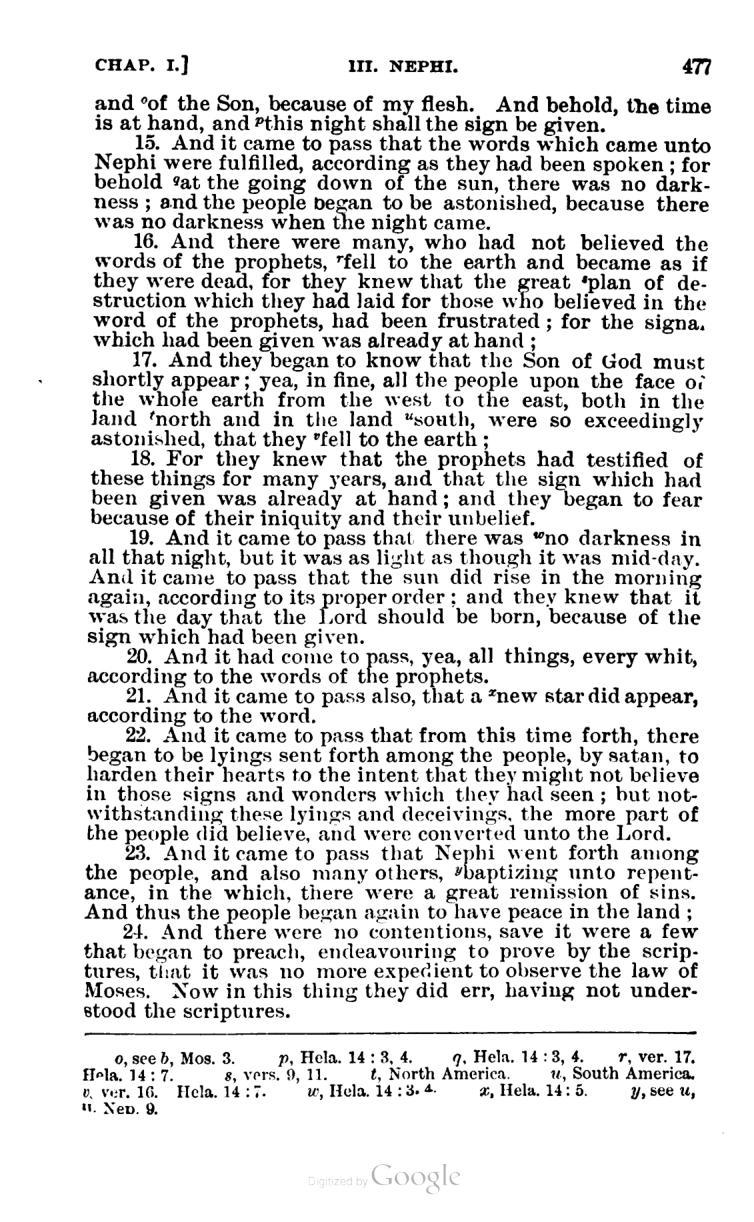 CHAP. I.] III. NEPHI. 477
and °of the Son, because of my flesh. And behold, the time
is at hand, and ᵖthis night shall the sign be given.
15. And it came to pass that the words which came unto
Nephi were fulfilled, according as they had been spoken ; for
behold qat the going down of the sun, there was no dark-
ness ; and the people began to be astonished, because there
was no darkness when the night came.
16. And there were many, who had not believed the
words of the prophets, ʳfell to the earth and became as if
they were dead, for they knew that the great ˢplan of de-
struction which they had laid for those who believed in the
word of the prophets, had been frustrated ; for the signa.
which had been given was already at hand ;
17. And they began to know that the Son of God must
shortly appear ; yea, in fine, all the people upon the face of
the whole earth from the west to the east, both in the
land ᵗnorth and in the land ᵘsouth, were so exceedingly
astonished, that they ᵛfell to the earth ;
18. For they knew that the prophets had testified of
these things for many years, and that the sign which had
been given was already at hand ; and they began to fear
because of their iniquity and their unbelief.
19. And it came to pass that there was ʷno darkness in
all that night, but it was as light as though it was mid-day.
And it came to pass that the sun did rise in the morning
again, according to its proper order ; and they knew that it
was the day that the Lord should be born, because of the
sign which had been given.
20. And it had come to pass, yea, all things, every whit,
according to the words of the prophets.
21. And it came to pass also, that a ˣnew star did appear,
according to the word.
22. And it came to pass that from this time forth, there
began to be lyings sent forth among the people, by satan, to
harden their hearts to the intent that they might not believe
in those signs and wonders which they had seen ; but not-
withstanding these lyings and deceivings, the more part of
the people did believe, and were converted unto the Lord.
23. And it came to pass that Nephi went forth among
the people, and also many others, ʸbaptizing unto repent-
ance, in the which, there were a great remission of sins.
And thus the people began again to have peace in the land ;
24. And there were no contentions, save it were a few
that began to preach, endeavouring to prove by the scrip-
tures, that it was no more expedient to observe the law of
Moses. Now in this thing they did err, having not under-
stood the scriptures.
o, see b, Mos. 3. p, Hela. 14 : 3, 4. q, Hela. 14 : 3, 4. r, ver. 17.
Hela. 14 : 7. s, vers. 9, 11. t, North America. u, South America.
v, ver. 16. Hela. 14 : 7. w, Hela. 14 : 3. 4. x, Hela. 14 : 5. y, see u,
II. Nep. 9.
Digitized by Google